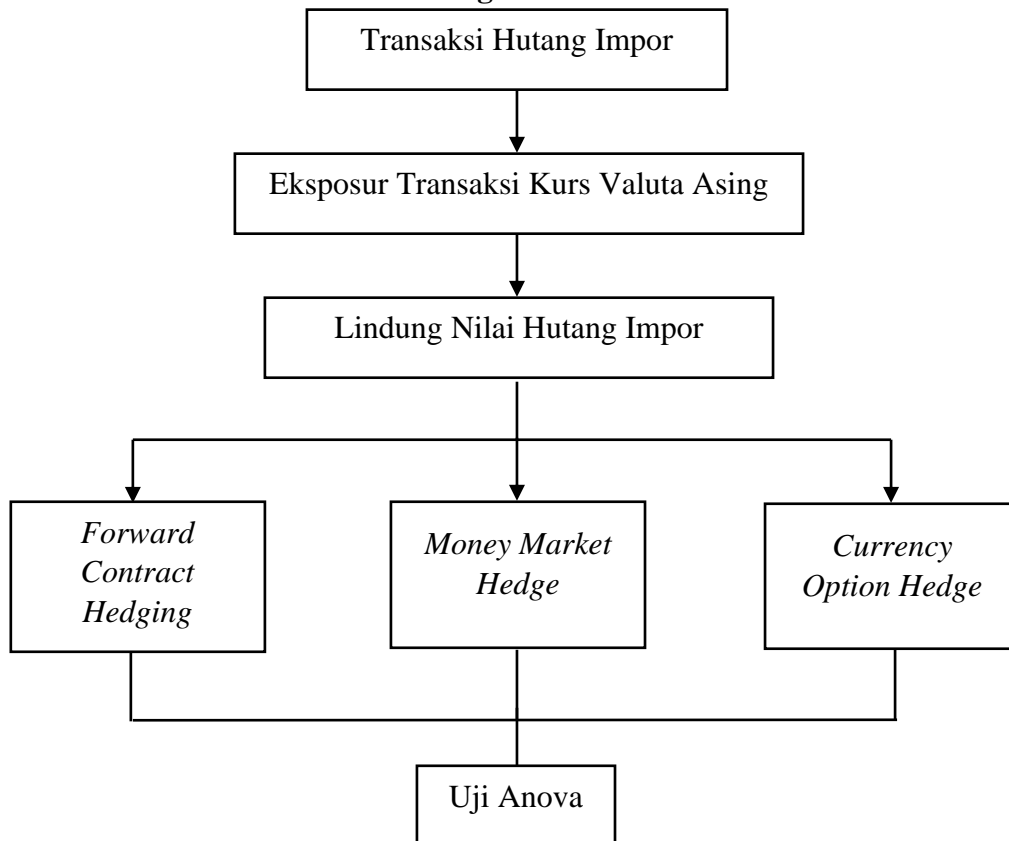 Transaksi Hutang Impor
Eksposur Transaksi Kurs Valuta Asing
Lindung Nilai Hutang Impor
Forward
Contract
Hedging
Money Market
Hedge
Currency
Option Hedge
Uji Anova